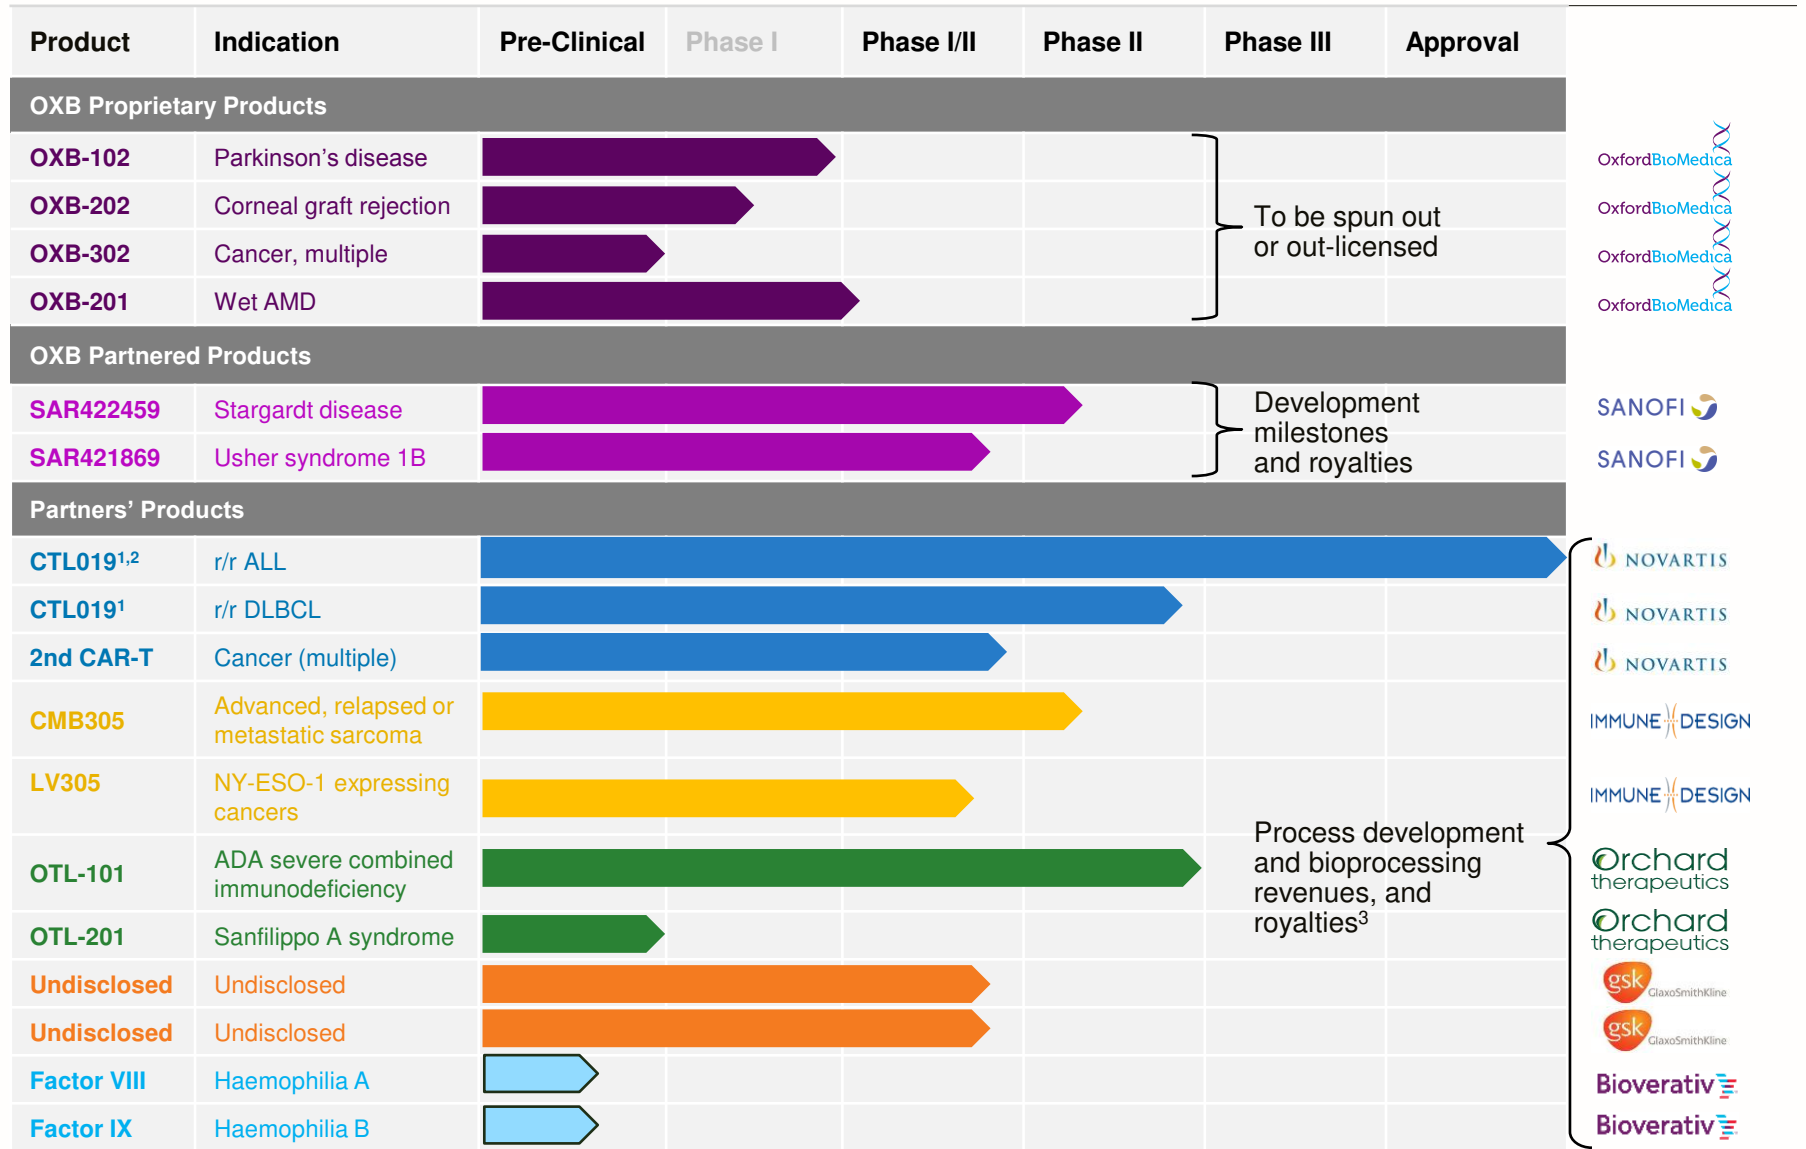 Product Indication Pre-Clinical Phase I Phase I/II Phase II Phase III Approval
OXB Proprietary Products
OXB-102 Parkinson’s disease OxfordBioMedica
OXB-202 Corneal graft rejection OxfordBioMedica
To be spun out
or out-licensed
OXB-302 Cancer, multiple OxfordBioMedica
OXB-201 Wet AMD OxfordBioMedica
OXB Partnered Products
SAR422459 Stargardt disease SANOFI
Development
milestones
and royalties
SAR421869 Usher syndrome 1B SANOFI
Partners’ Products
CTL019¹,² r/r ALL NOVARTIS
CTL019¹ r/r DLBCL NOVARTIS
2nd CAR-T Cancer (multiple) NOVARTIS
CMB305 Advanced, relapsed or
metastatic sarcoma IMMUNE DESIGN
LV305 NY-ESO-1 expressing
cancers IMMUNE DESIGN
Process development
and bioprocessing
revenues, and
royalties³
OTL-101 ADA severe combined
immunodeficiency Orchard
therapeutics
OTL-201 Sanfilippo A syndrome Orchard
therapeutics
Undisclosed Undisclosed gsk GlaxoSmithKline
Undisclosed Undisclosed gsk GlaxoSmithKline
Factor VIII Haemophilia A Bioverativ
Factor IX Haemophilia B Bioverativ